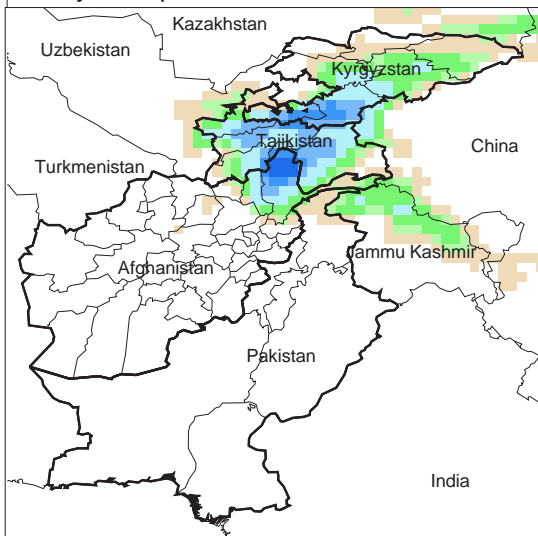 Kazakhstan
Uzbekistan
Kyrgyzstan
Tajikistan
China
Turkmenistan
Jammu Kashmir
Afghanistan
Pakistan
India